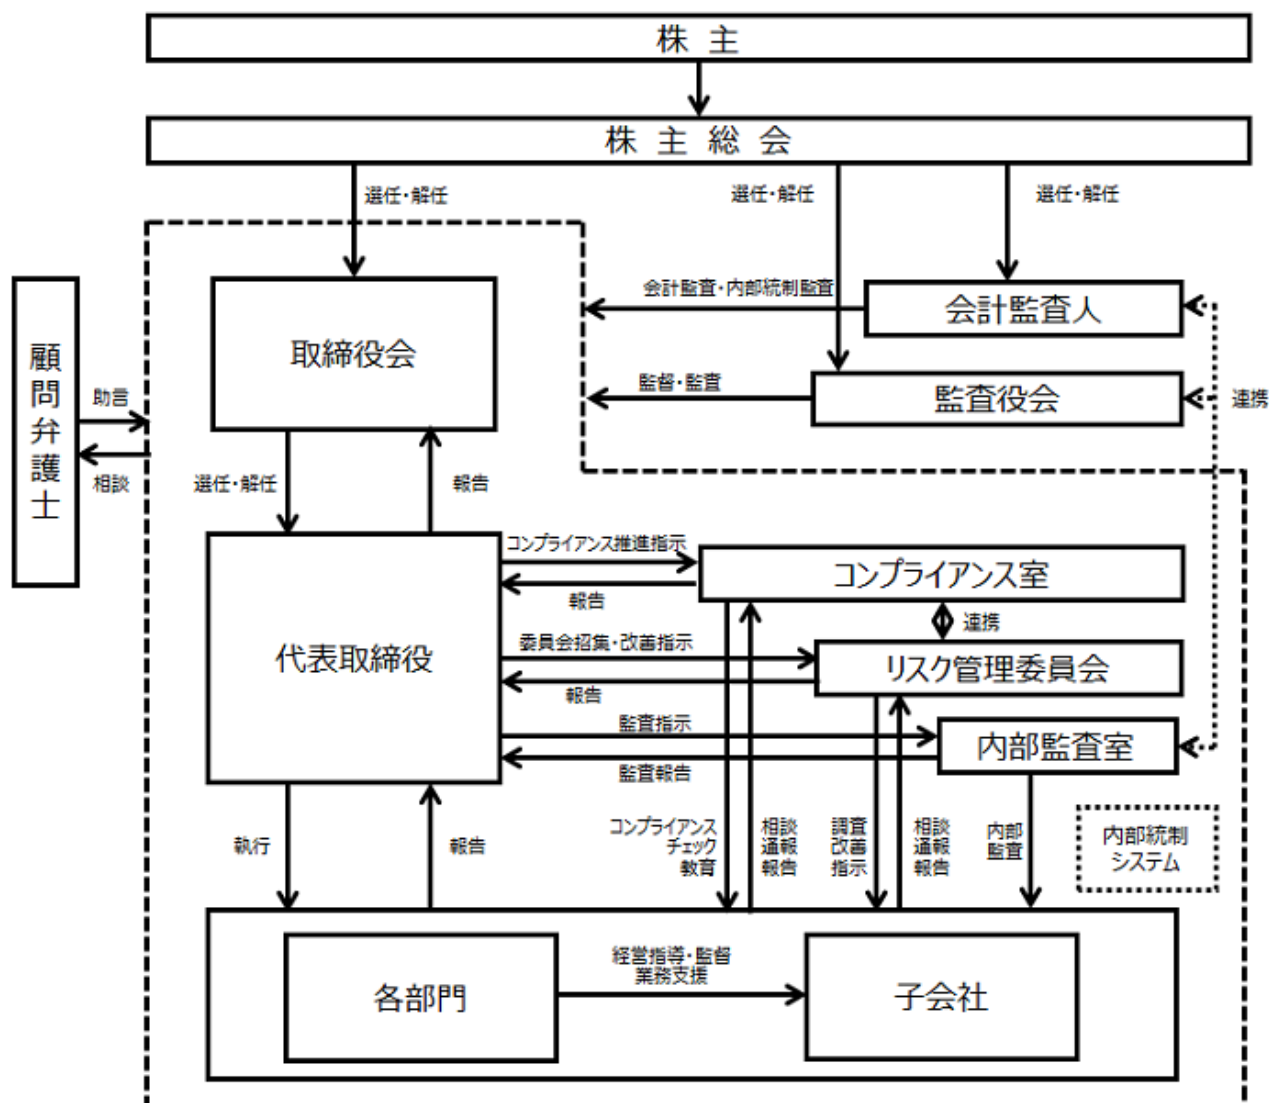 株主
株主総会
選任・解任
選任・解任
選任・解任
会計監査・内部統制監査
会計監査人
取締役会
顧問弁護士
監督・監査
監査役会
助言
連携
相談
選任・解任
報告
コンプライアンス推進指示
コンプライアンス室
報告
連携
代表取締役
委員会招集・改善指示
リスク管理委員会
報告
監査指示
内部監査室
監査報告
執行
報告
コンプライアンス
チェック
教育
相談
通報
報告
調査
改善
指示
相談
通報
報告
内部
監査
内部統制
システム
各部門
経営指導・監督
業務支援
子会社